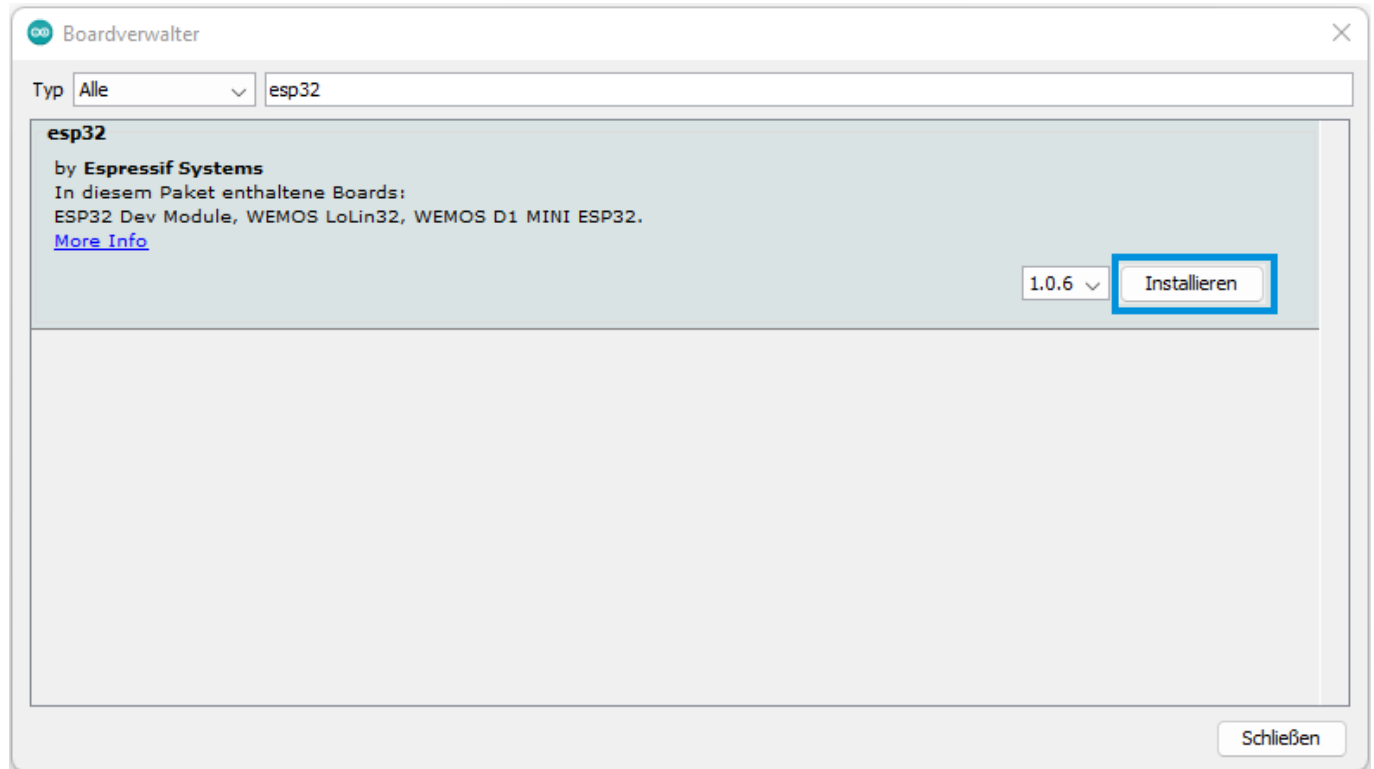 Boardverwalter
Typ Alle esp32
esp32
by Espressif Systems
In diesem Paket enthaltene Boards:
ESP32 Dev Module, WEMOS LoLin32, WEMOS D1 MINI ESP32.
More Info
1.0.6 Installieren
Schließen